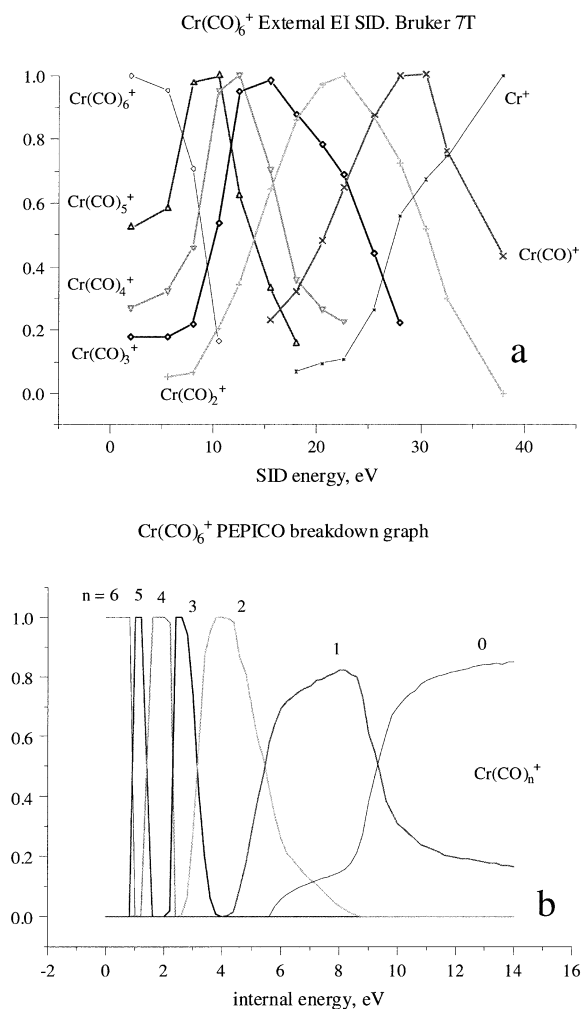 Cr(CO)₆⁺ External EI SID. Bruker 7T
1.0
0.8
0.6
0.4
0.2
0.0
Cr(CO)₆⁺
Cr(CO)₅⁺
Cr(CO)₄⁺
Cr(CO)₃⁺
Cr(CO)₂⁺
Cr⁺
Cr(CO)⁺
a
0 10 20 30 40
SID energy, eV
Cr(CO)₆⁺ PEPICO breakdown graph
n = 6 5 4 3 2 1 0
1.0
0.8
0.6
0.4
0.2
0.0
Cr(CO)ₙ⁺
b
-2 0 2 4 6 8 10 12 14 16
internal energy, eV